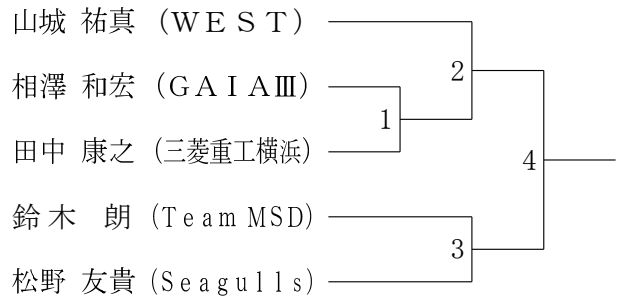 山城 祐真 (ＷＥＳＴ)
相澤 和宏 (ＧＡＩＡⅢ)
田中 康之 (三菱重工横浜)
鈴木 朗 (Team MSD)
松野 友貴 (Seagulls)
2
1
4
3